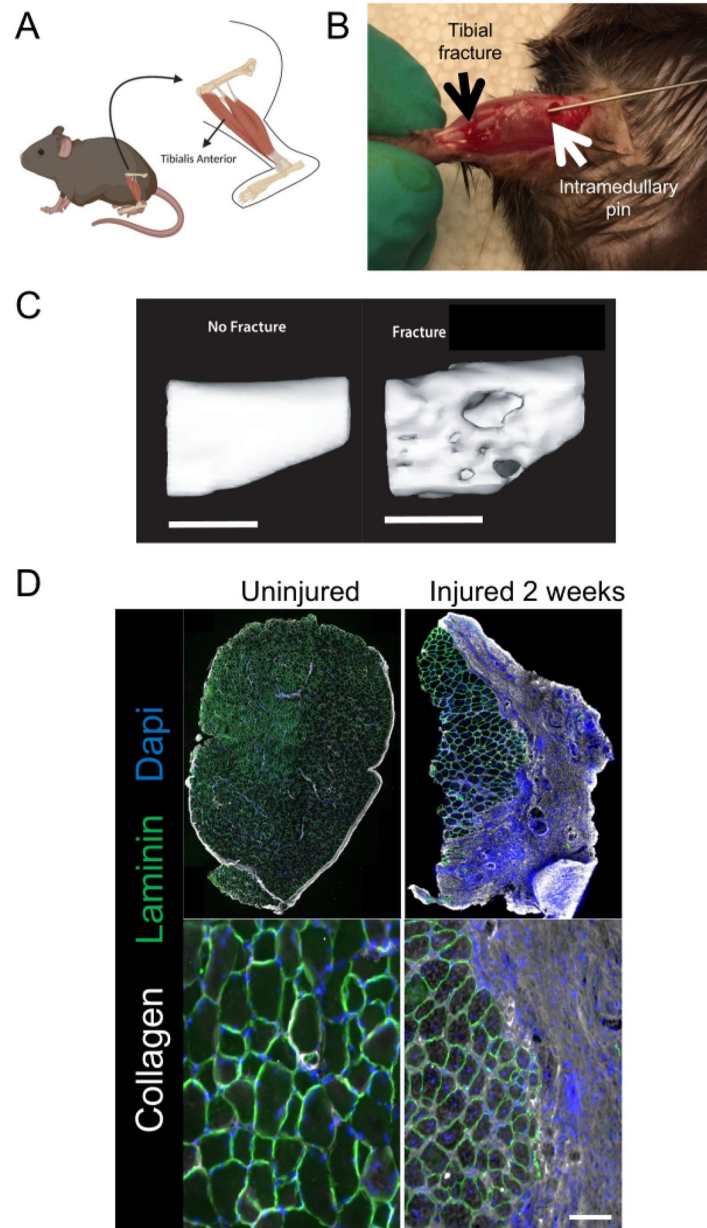 A
Tibialis Anterior
B
Tibial
fracture
Intramedullary
pin
C
No Fracture
Fracture
D
Uninjured
Injured 2 weeks
Collagen Laminin Dapi